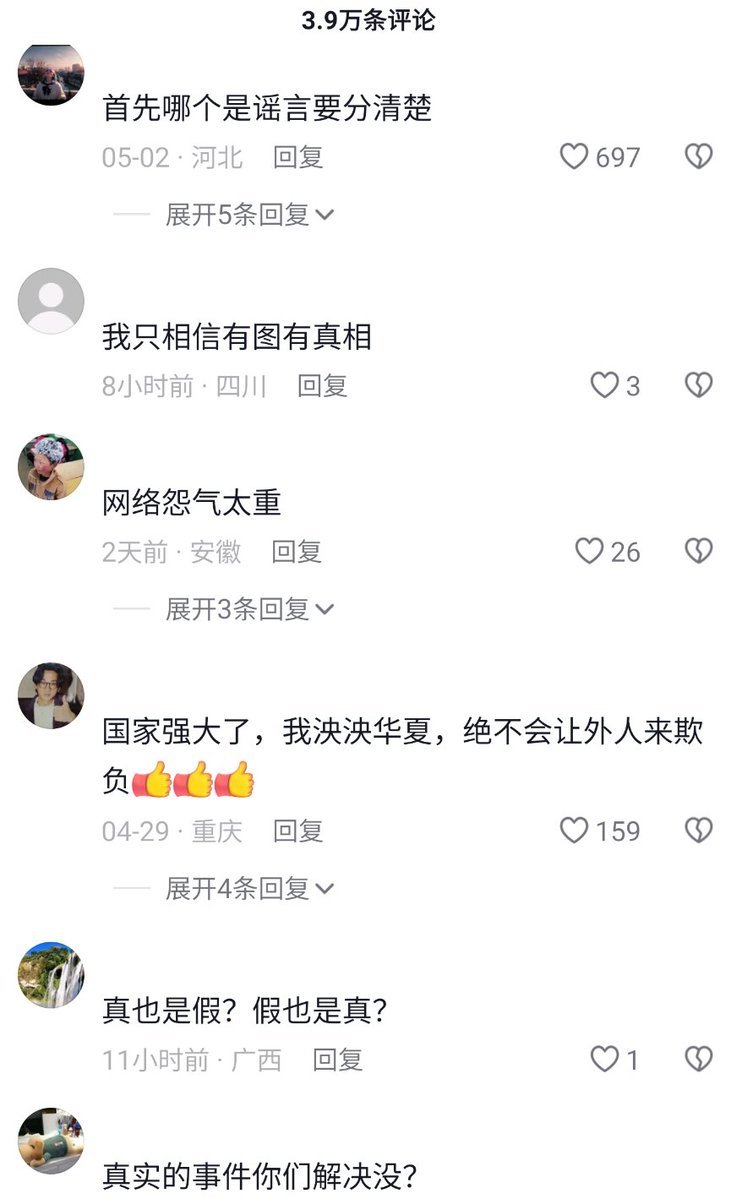 3.9万条评论
首先哪个是谣言要分清楚
05-02 · 河北 回复 697
展开5条回复
我只相信有图有真相
8小时前 · 四川 回复 3
网络怨气太重
2天前 · 安徽 回复 26
展开3条回复
国家强大了，我泱泱华夏，绝不会让外人来欺
负👍👍👍
04-29 · 重庆 回复 159
展开4条回复
真也是假？假也是真？
11小时前 · 广西 回复 1
真实的事件你们解决没？